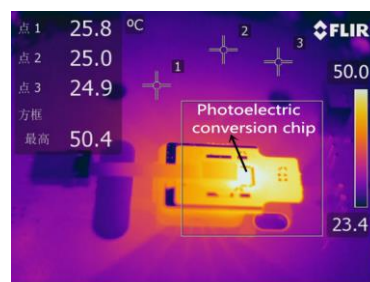 点 1 25.8 ºC
点 2 25.0
点 3 24.9
方框
最高 50.4
1
2
3
FLIR
50.0
Photoelectric
conversion chip
23.4